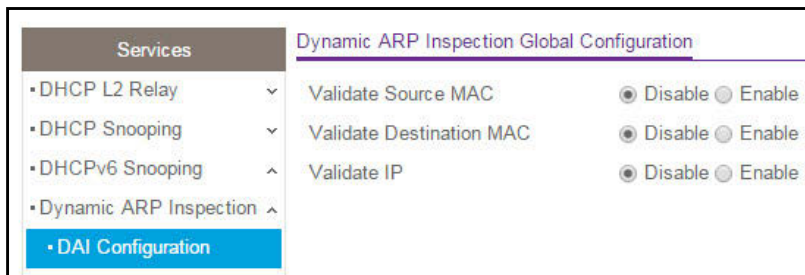 Services
▪ DHCP L2 Relay
▪ DHCP Snooping
▪ DHCPv6 Snooping
▪ Dynamic ARP Inspection
▪ DAI Configuration
Dynamic ARP Inspection Global Configuration
Validate Source MAC Disable Enable
Validate Destination MAC Disable Enable
Validate IP Disable Enable